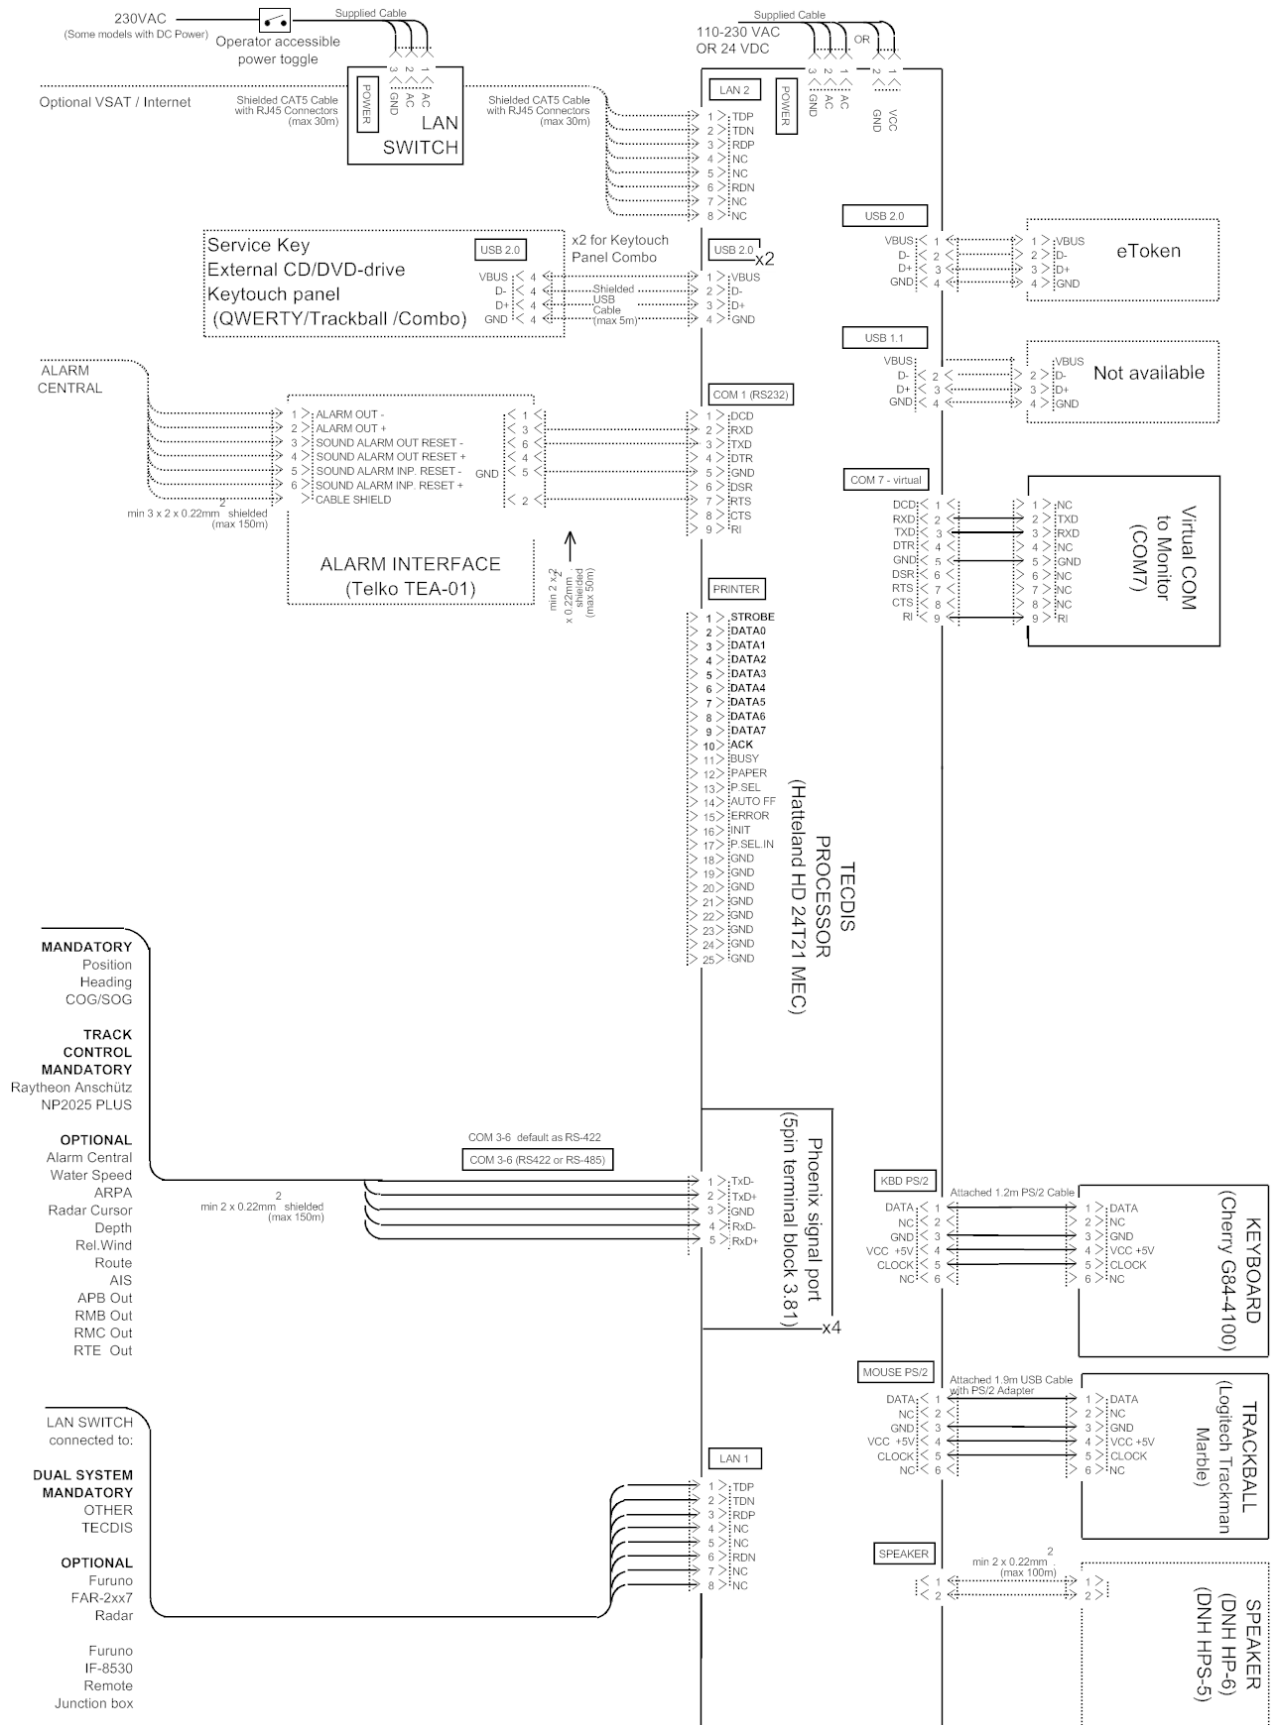 230VAC
(Some models with DC Power)
Operator accessible
power toggle
Supplied Cable
3 2 1
GND AC AC
POWER
LAN
SWITCH
Optional VSAT / Internet
Shielded CAT5 Cable
with RJ45 Connectors
(max 30m)
Shielded CAT5 Cable
with RJ45 Connectors
(max 30m)
Supplied Cable
110-230 VAC
OR 24 VDC
OR
3 2 1 2 1
GND AC AC GND VCC
POWER
LAN 2
1 TDP
2 TDN
3 RDP
4 NC
5 NC
6 RDN
7 NC
8 NC
Service Key
External CD/DVD-drive
Keytouch panel
(QWERTY/Trackball /Combo)
USB 2.0
VBUS 4
D- 4
D+ 4
GND 4
x2 for Keytouch
Panel Combo
Shielded
USB
Cable
(max 5m)
USB 2.0
x2
1 VBUS
2 D-
3 D+
4 GND
USB 2.0
VBUS 1
D- 2
D+ 3
GND 4
1 VBUS
2 D-
3 D+
4 GND
eToken
USB 1.1
VBUS
D- 2
D+ 3
GND 4
VBUS
2 D-
3 D+
4 GND
Not available
ALARM
CENTRAL
1 ALARM OUT -
2 ALARM OUT +
3 SOUND ALARM OUT RESET -
4 SOUND ALARM OUT RESET +
5 SOUND ALARM INP. RESET -
6 SOUND ALARM INP. RESET +
CABLE SHIELD
2
min 3 x 2 x 0.22mm shielded
(max 150m)
1
3
6
4
GND 5
2
ALARM INTERFACE
(Telko TEA-01)
min 2 x 2
2
x 0.22mm
shielded
(max 50m)
COM 1 (RS232)
1 DCD
2 RXD
3 TXD
4 DTR
5 GND
6 DSR
7 RTS
8 CTS
9 RI
COM 7 - virtual
DCD 1
RXD 2
TXD 3
DTR 4
GND 5
DSR 6
RTS 7
CTS 8
RI 9
1 NC
2 TXD
3 RXD
4 NC
5 GND
6 NC
7 NC
8 NC
9 RI
Virtual COM
to Monitor
(COM7)
PRINTER
1 STROBE
2 DATA0
3 DATA1
4 DATA2
5 DATA3
6 DATA4
7 DATA5
8 DATA6
9 DATA7
10 ACK
11 BUSY
12 PAPER
13 P.SEL
14 AUTO FF
15 ERROR
16 INIT
17 P.SEL.IN
18 GND
19 GND
20 GND
21 GND
22 GND
23 GND
24 GND
25 GND
TECDIS
PROCESSOR
(Hatteland HD 24T21 MEC)
MANDATORY
Position
Heading
COG/SOG
TRACK
CONTROL
MANDATORY
Raytheon Anschütz
NP2025 PLUS
OPTIONAL
Alarm Central
Water Speed
ARPA
Radar Cursor
Depth
Rel.Wind
Route
AIS
APB Out
RMB Out
RMC Out
RTE Out
2
min 2 x 0.22mm shielded
(max 150m)
COM 3-6 default as RS-422
COM 3-6 (RS422 or RS-485)
1 TxD-
2 TxD+
3 GND
4 RxD-
5 RxD+
Phoenix signal port
(5pin terminal block 3.81)
x4
KBD PS/2
Attached 1.2m PS/2 Cable
DATA 1
NC 2
GND 3
VCC +5V 4
CLOCK 5
NC 6
1 DATA
2 NC
3 GND
4 VCC +5V
5 CLOCK
6 NC
KEYBOARD
(Cherry G84-4100)
MOUSE PS/2
Attached 1.9m USB Cable
with PS/2 Adapter
DATA 1
NC 2
GND 3
VCC +5V 4
CLOCK 5
NC 6
1 DATA
2 NC
3 GND
4 VCC +5V
5 CLOCK
6 NC
TRACKBALL
(Logitech Trackman
Marble)
LAN SWITCH
connected to:
DUAL SYSTEM
MANDATORY
OTHER
TECDIS
OPTIONAL
Furuno
FAR-2xx7
Radar
Furuno
IF-8530
Remote
Junction box
LAN 1
1 TDP
2 TDN
3 RDP
4 NC
5 NC
6 RDN
7 NC
8 NC
SPEAKER
2
min 2 x 0.22mm .
(max 100m)
1
2
1
2
SPEAKER
(DNH HP-6)
(DNH HPS-5)